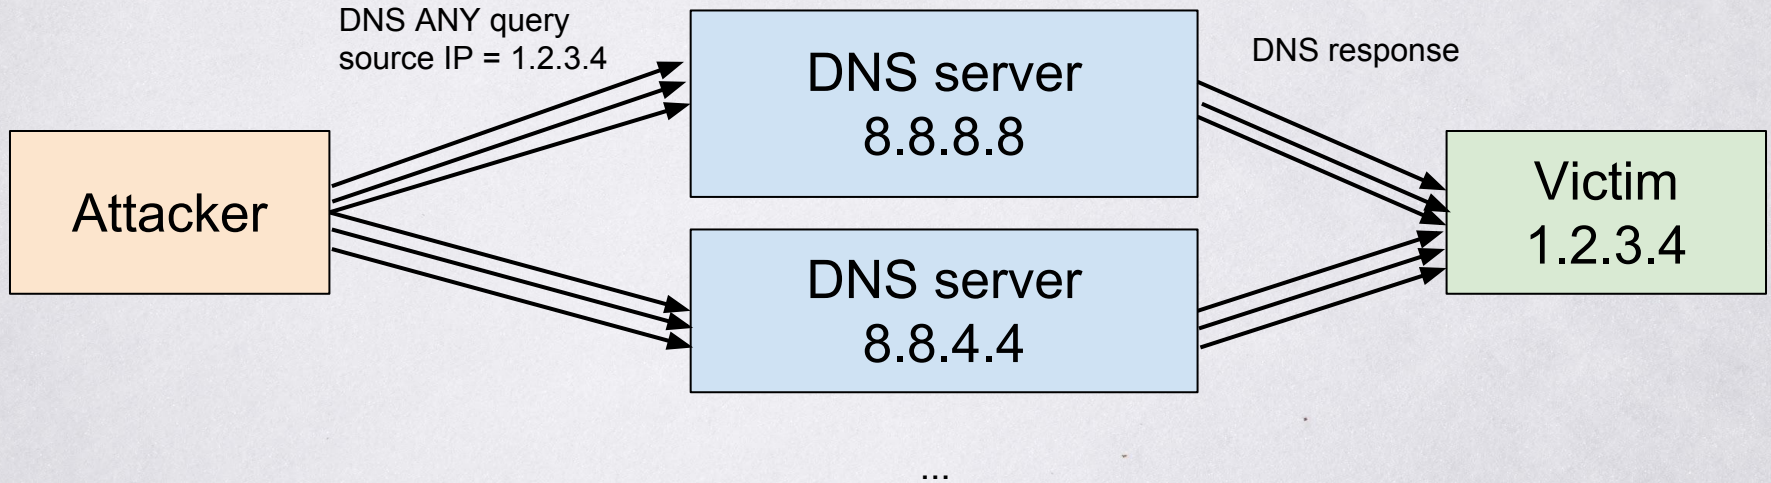 DNS ANY query
source IP = 1.2.3.4
DNS server
8.8.8.8
DNS response
Attacker
Victim
1.2.3.4
DNS server
8.8.4.4
...